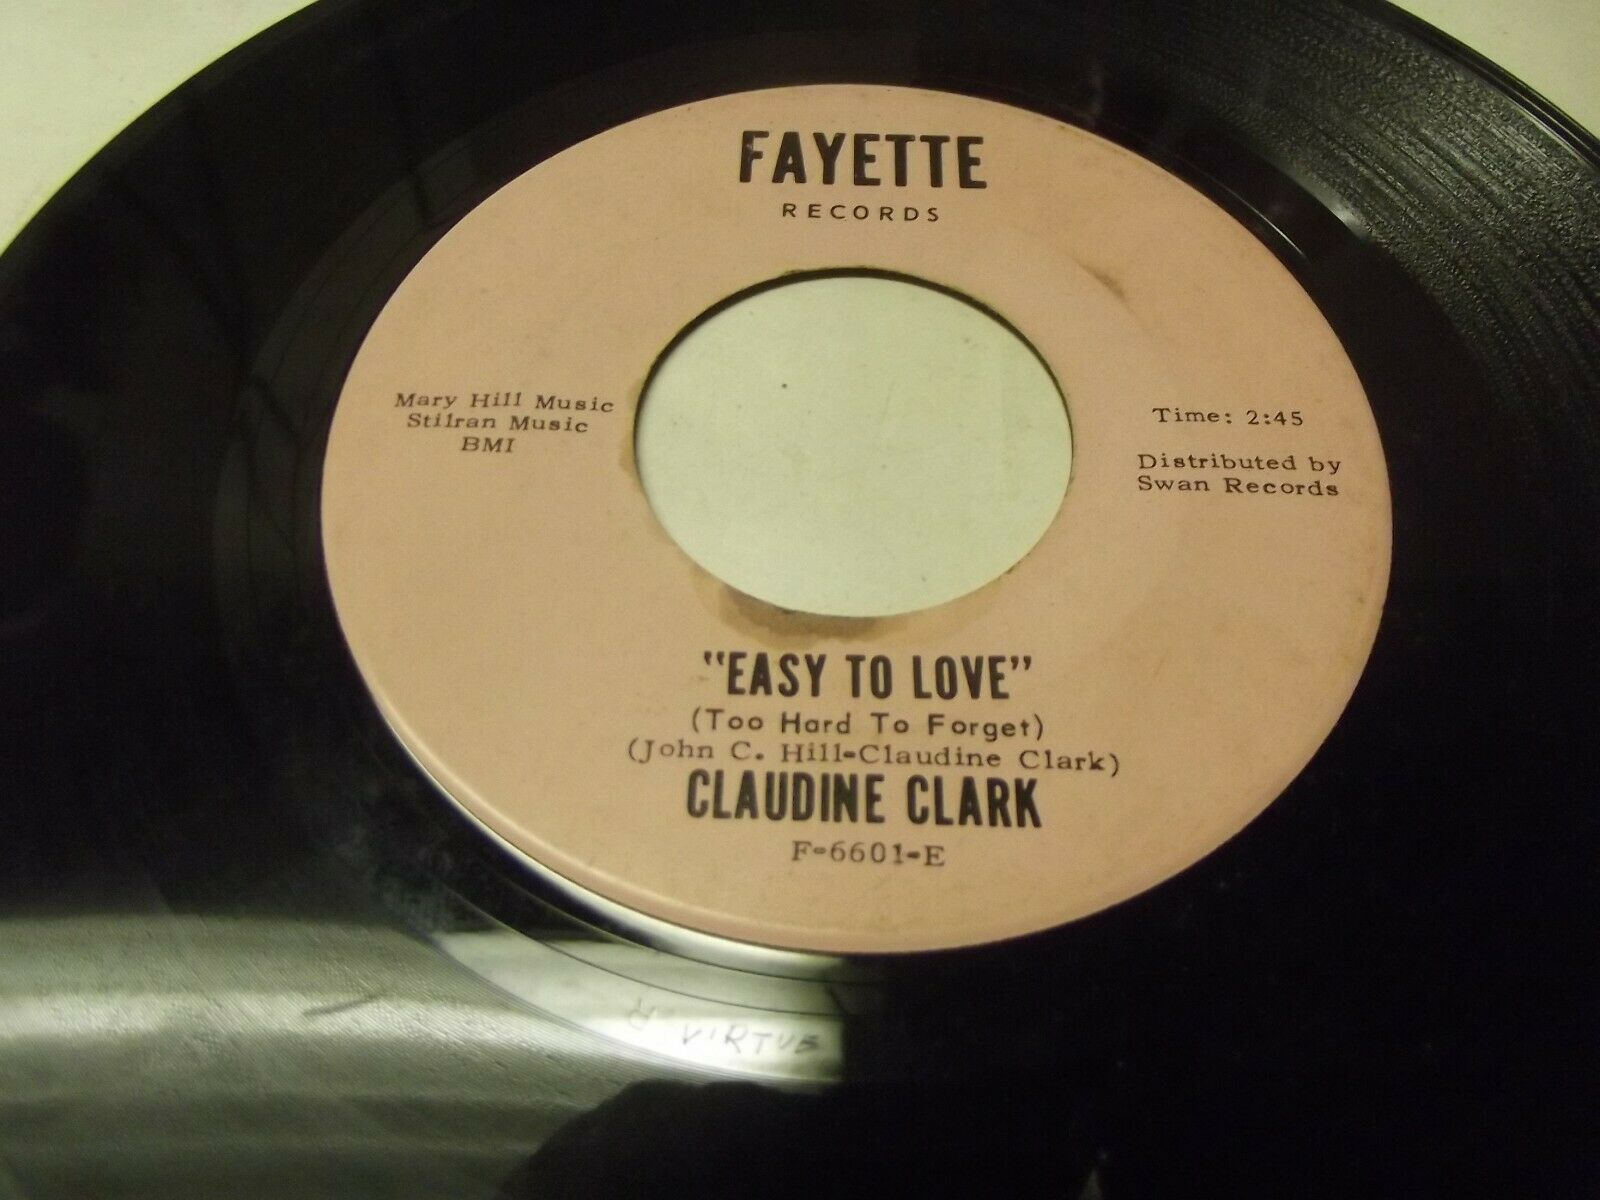 FAYETTE
RECORDS
Mary Hill Music
Stilran Music
BMI
Time: 2:45
Distributed by
Swan Records
"EASY TO LOVE"
(Too Hard To Forget)
(John C. Hill-Claudine Clark)
CLAUDINE CLARK
F-6601-E
VIRTUE